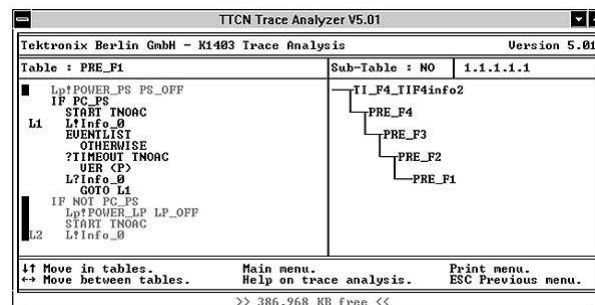 TTCN Trace Analyzer V5.01
Tektronix Berlin GmbH - K1403 Trace Analysis Version 5.01
Table : PRE_F1 Sub-Table : NO 1.1.1.1.1
Lp!POWER_PS PS_OFF
IF PC_PS
START TNOAC
L1 L!Info_0
EVENTLIST
OTHERWISE
?TIMEOUT TNOAC
VER (P)
L?Info_0
GOTO L1
IF NOT PC_PS
Lp!POWER_LP LP_OFF
START TNOAC
L2 L!Info_0
TI_F4_TIF4info2
PRE_F4
PRE_F3
PRE_F2
PRE_F1
↓↑ Move in tables. Main menu. Print menu.
←→ Move between tables. Help on trace analysis. ESC Previous menu.
>> 386.968 KB free <<